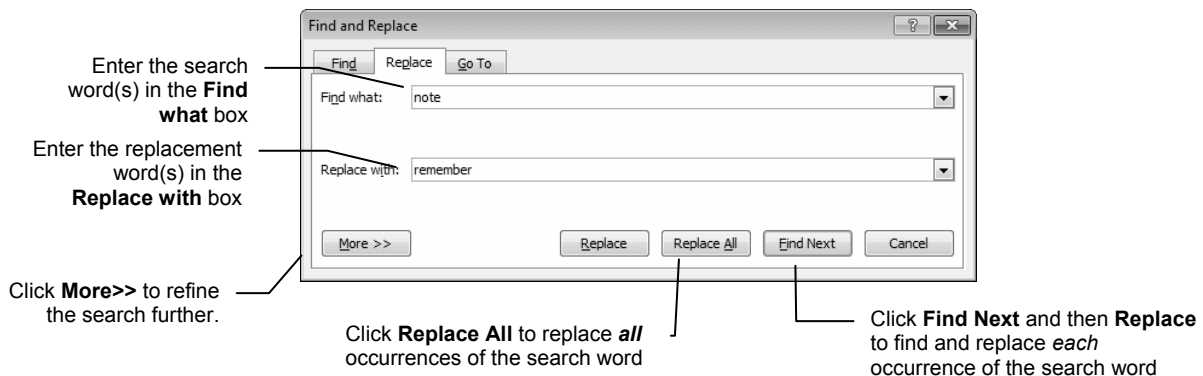 Find and Replace
Find Replace Go To
Enter the search
word(s) in the Find
what box
Find what: note
Enter the replacement
word(s) in the
Replace with box
Replace with: remember
More >> Replace Replace All Find Next Cancel
Click More>> to refine
the search further.
Click Replace All to replace all
occurrences of the search word
Click Find Next and then Replace
to find and replace each
occurrence of the search word